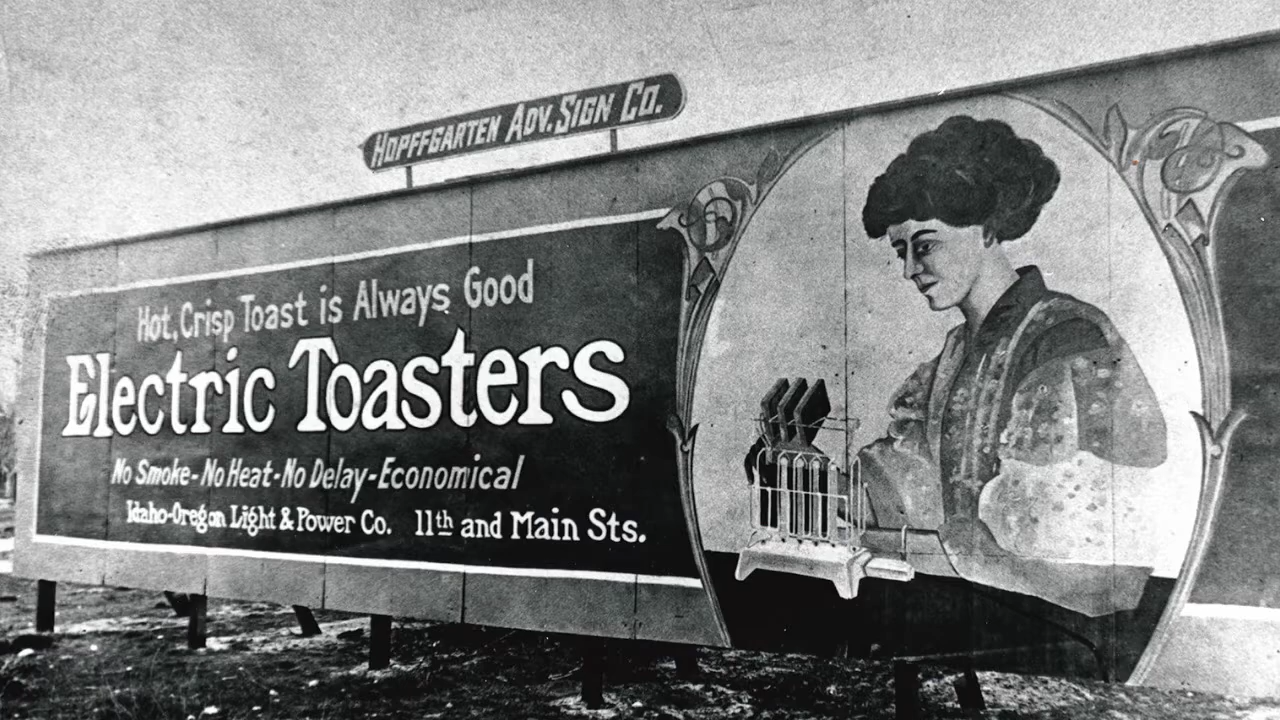 HOPFFGARTEN ADV. SIGN CO.
Hot, Crisp Toast is Always Good
Electric Toasters
No Smoke - No Heat - No Delay - Economical
Idaho-Oregon Light & Power Co. 11th and Main Sts.